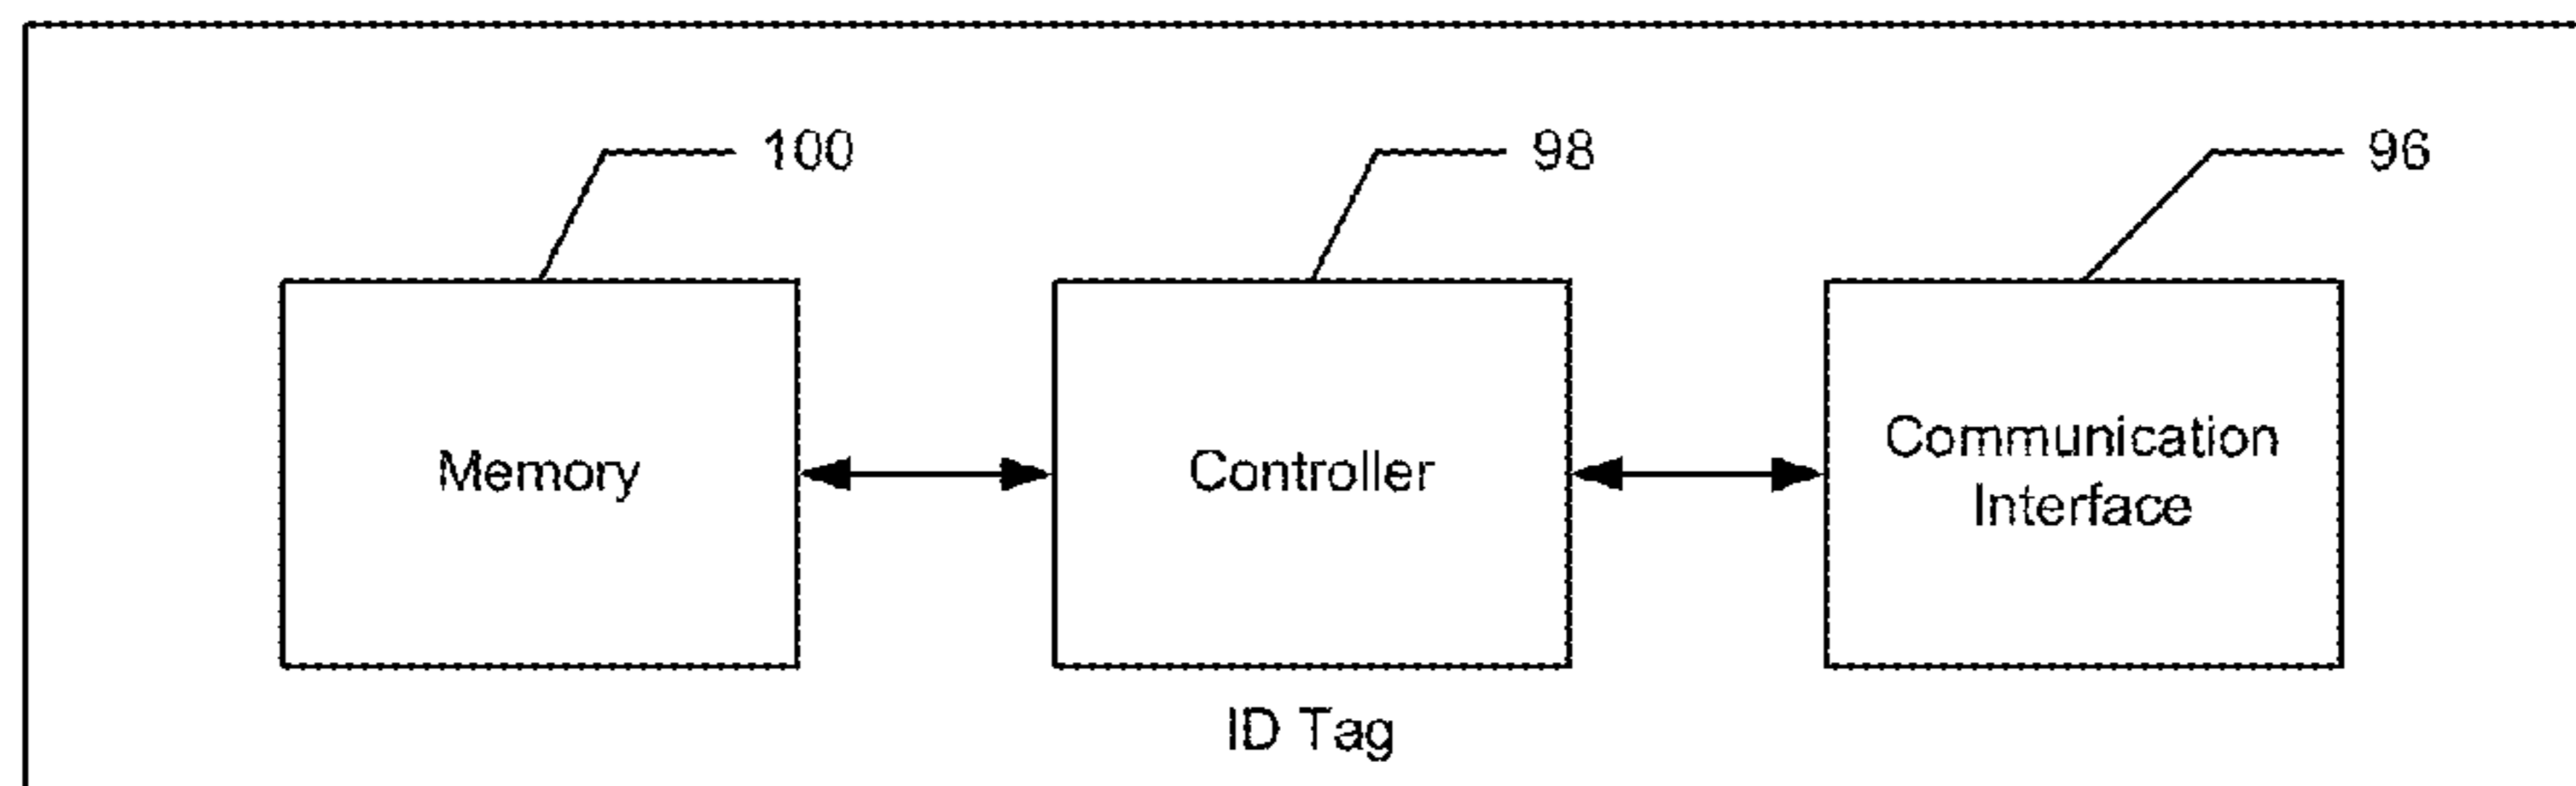 100
98
96
Memory
Controller
Communication
Interface
ID Tag